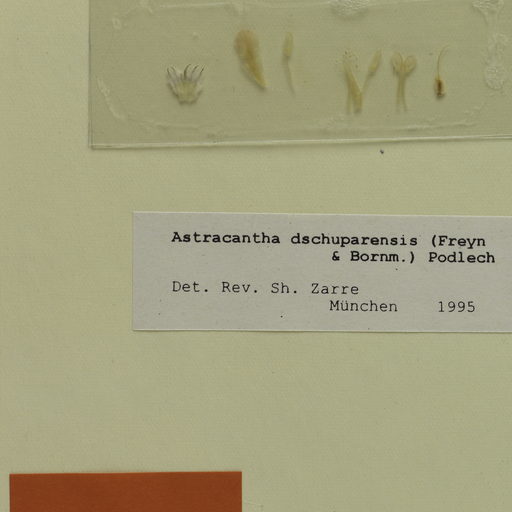 Astracantha dschuparensis (Freyn
& Bornm.) Podlech
Det. Rev. Sh. Zarre
München 1995